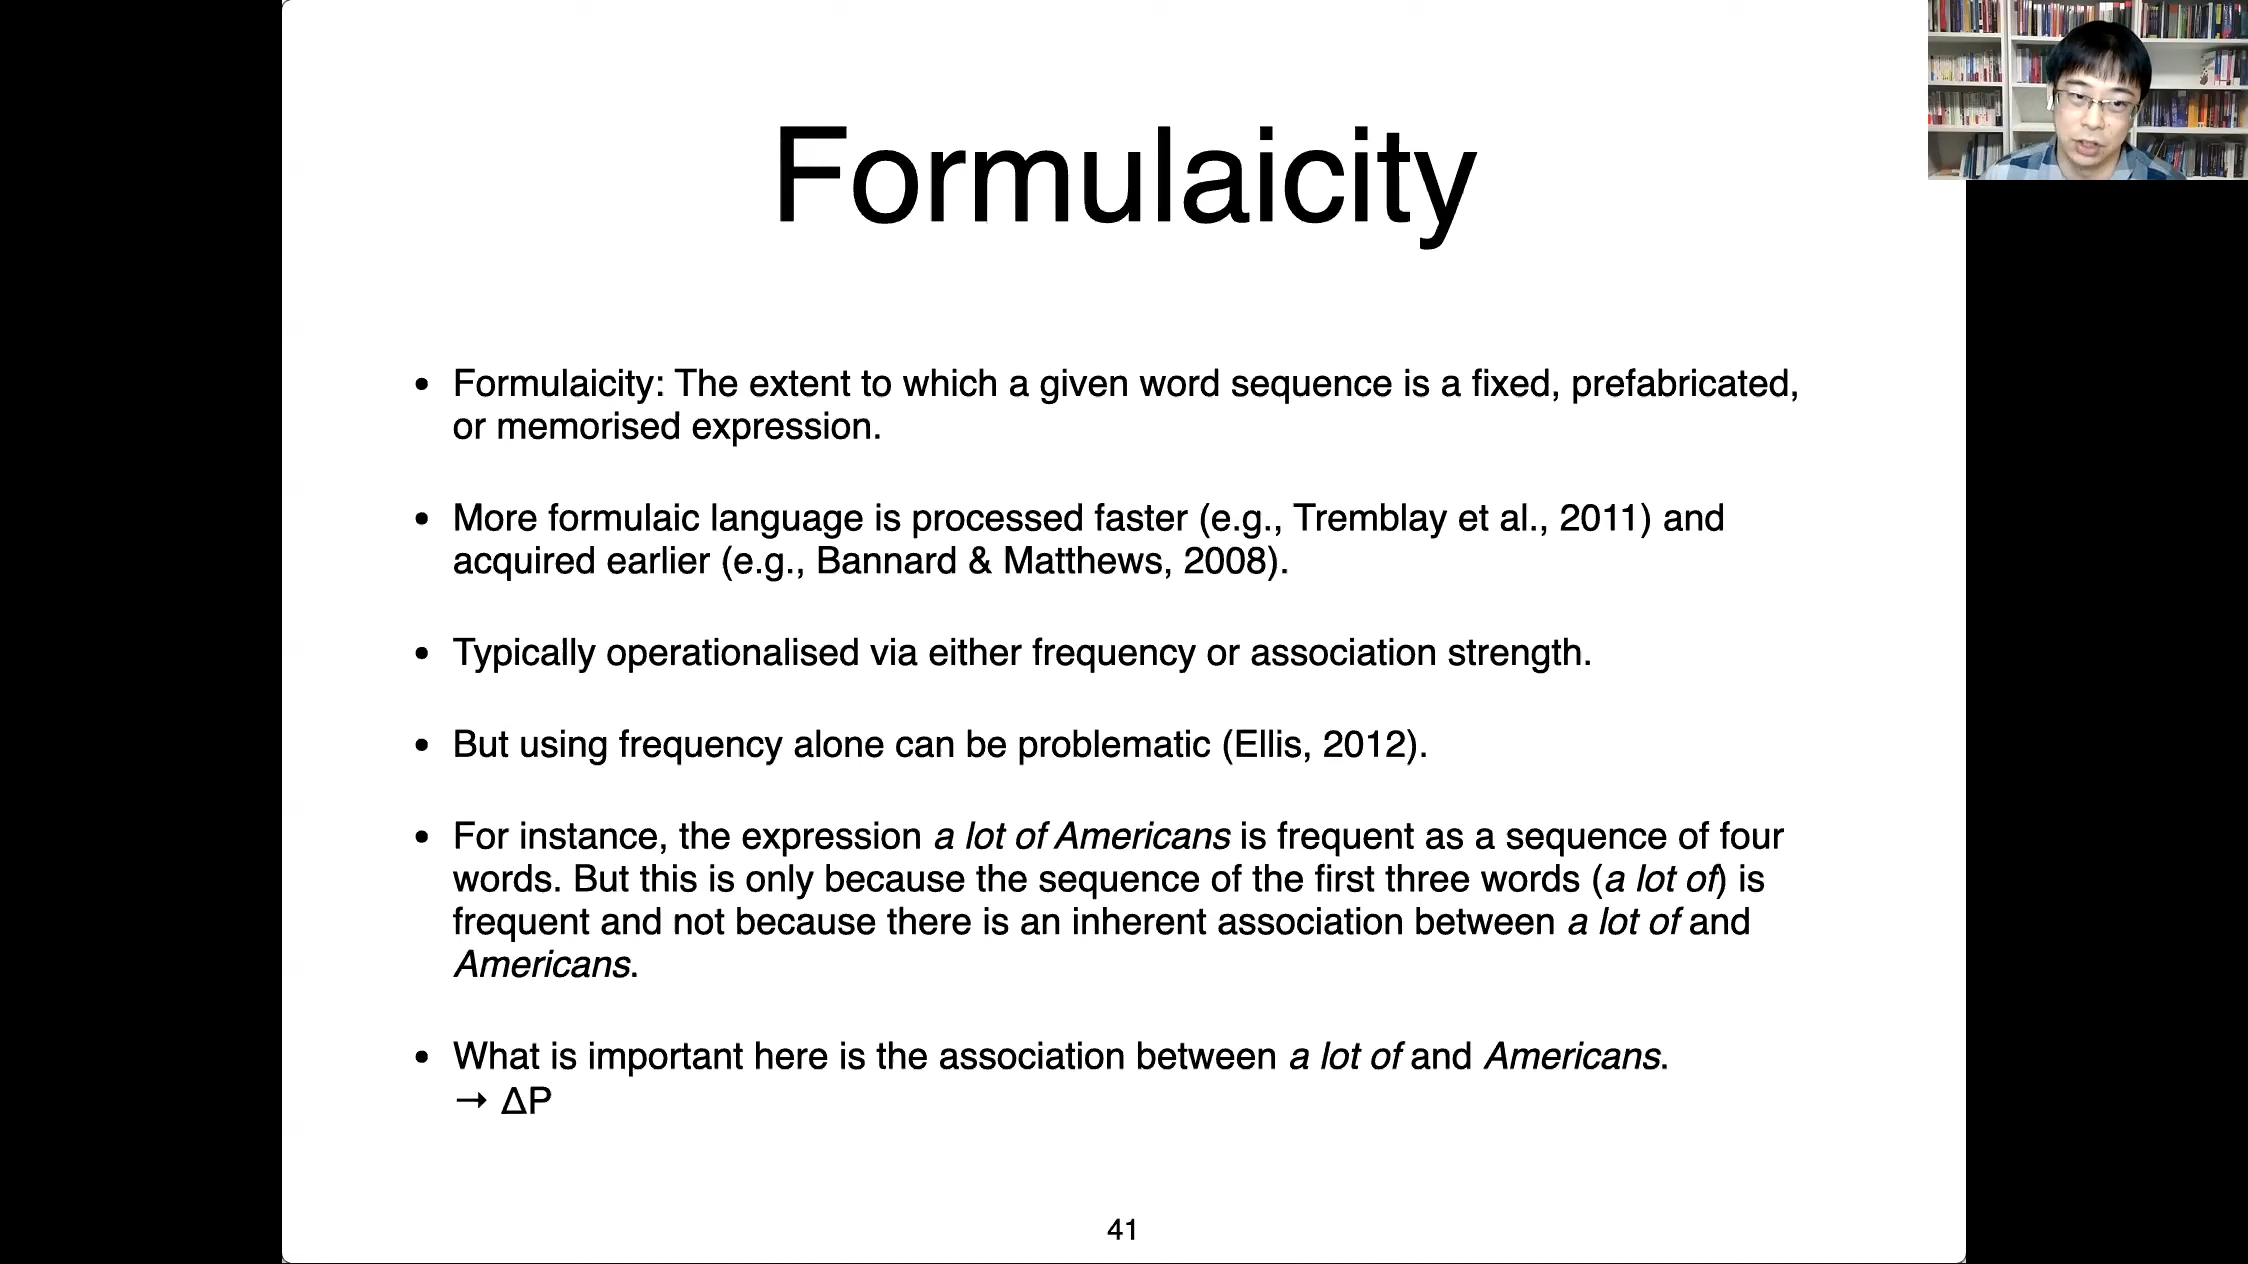 Formulaicity
• Formulaicity: The extent to which a given word sequence is a fixed, prefabricated,
or memorised expression.
• More formulaic language is processed faster (e.g., Tremblay et al., 2011) and
acquired earlier (e.g., Bannard & Matthews, 2008).
• Typically operationalised via either frequency or association strength.
• But using frequency alone can be problematic (Ellis, 2012).
• For instance, the expression a lot of Americans is frequent as a sequence of four
words. But this is only because the sequence of the first three words (a lot of) is
frequent and not because there is an inherent association between a lot of and
Americans.
• What is important here is the association between a lot of and Americans.
→ ΔP
41